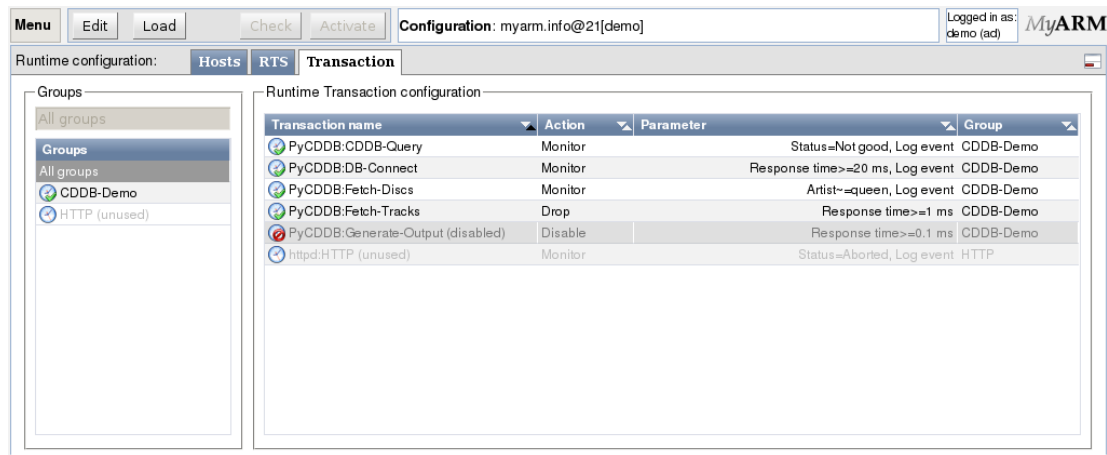 Menu Edit Load Check Activate Configuration: myarm.info@21[demo] Logged in as: MyARM
demo (ad)
Runtime configuration: Hosts RTS Transaction
Groups Runtime Transaction configuration
All groups
Transaction name Action Parameter Group
Groups PyCDDB:CDDB-Query Monitor Status=Not good, Log event CDDB-Demo
All groups PyCDDB:DB-Connect Monitor Response time>=20 ms, Log event CDDB-Demo
CDDB-Demo PyCDDB:Fetch-Discs Monitor Artist~=queen, Log event CDDB-Demo
HTTP (unused) PyCDDB:Fetch-Tracks Drop Response time>=1 ms CDDB-Demo
PyCDDB:Generate-Output (disabled) Disable Response time>=0.1 ms CDDB-Demo
httpd:HTTP (unused) Monitor Status=Aborted, Log event HTTP